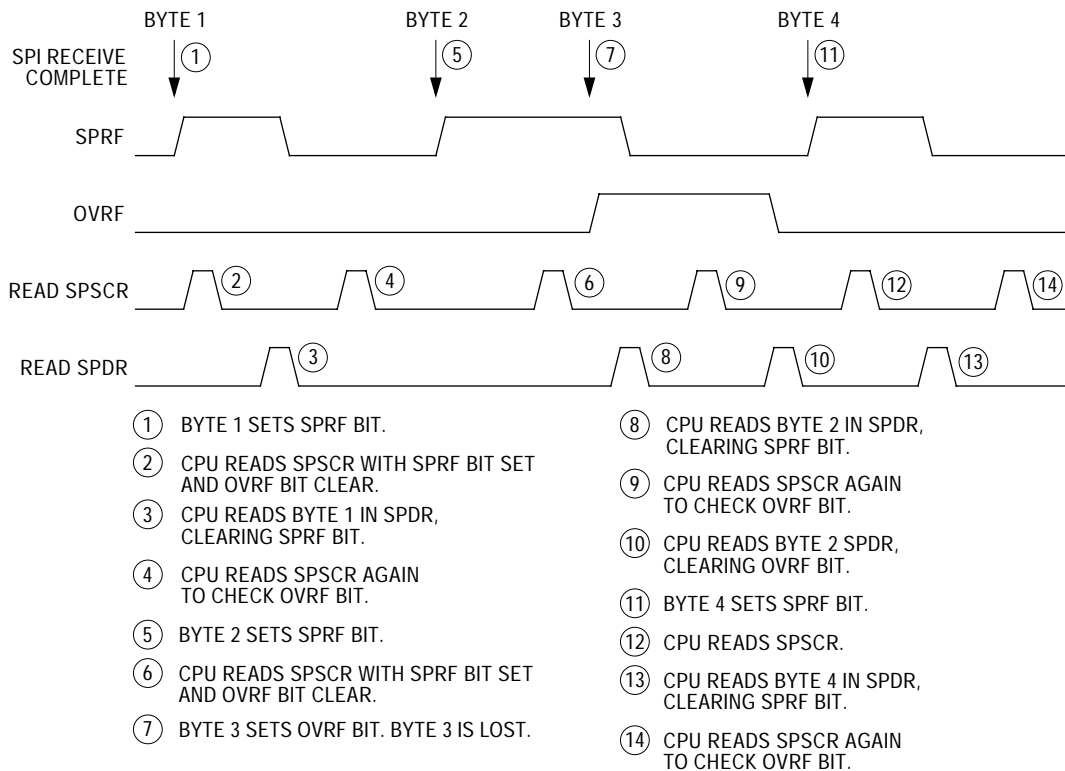 BYTE 1 BYTE 2 BYTE 3 BYTE 4
SPI RECEIVE
COMPLETE
1 5 7 11
SPRF
OVRF
READ SPSCR
2 4 6 9 12 14
READ SPDR
3 8 10 13
1 BYTE 1 SETS SPRF BIT.
2 CPU READS SPSCR WITH SPRF BIT SET
AND OVRF BIT CLEAR.
3 CPU READS BYTE 1 IN SPDR,
CLEARING SPRF BIT.
4 CPU READS SPSCR AGAIN
TO CHECK OVRF BIT.
5 BYTE 2 SETS SPRF BIT.
6 CPU READS SPSCR WITH SPRF BIT SET
AND OVRF BIT CLEAR.
7 BYTE 3 SETS OVRF BIT. BYTE 3 IS LOST.
8 CPU READS BYTE 2 IN SPDR,
CLEARING SPRF BIT.
9 CPU READS SPSCR AGAIN
TO CHECK OVRF BIT.
10 CPU READS BYTE 2 SPDR,
CLEARING OVRF BIT.
11 BYTE 4 SETS SPRF BIT.
12 CPU READS SPSCR.
13 CPU READS BYTE 4 IN SPDR,
CLEARING SPRF BIT.
14 CPU READS SPSCR AGAIN
TO CHECK OVRF BIT.